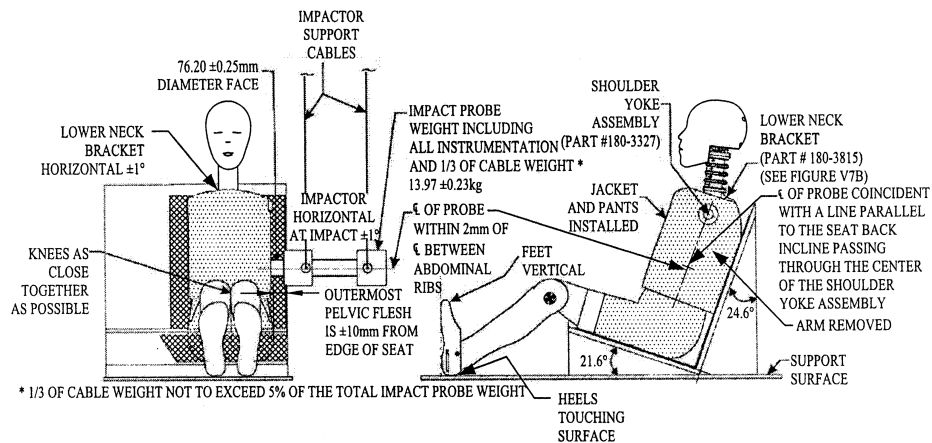 IMPACTOR
SUPPORT
CABLES
76.20 ±0.25mm
DIAMETER FACE
LOWER NECK
BRACKET
HORIZONTAL ±1°
KNEES AS
CLOSE
TOGETHER
AS POSSIBLE
IMPACT PROBE
WEIGHT INCLUDING
ALL INSTRUMENTATION
AND 1/3 OF CABLE WEIGHT *
13.97 ±0.23kg
IMPACTOR
HORIZONTAL
AT IMPACT ±1°
℄ OF PROBE
WITHIN 2mm OF
℄ BETWEEN
ABDOMINAL
RIBS
OUTERMOST
PELVIC FLESH
IS ±10mm FROM
EDGE OF SEAT
* 1/3 OF CABLE WEIGHT NOT TO EXCEED 5% OF THE TOTAL IMPACT PROBE WEIGHT
SHOULDER
YOKE
ASSEMBLY
(PART #180-3327)
LOWER NECK
BRACKET
(PART # 180-3815)
(SEE FIGURE V7B)
JACKET
AND PANTS
INSTALLED
℄ OF PROBE COINCIDENT
WITH A LINE PARALLEL
TO THE SEAT BACK
INCLINE PASSING
THROUGH THE CENTER
OF THE SHOULDER
YOKE ASSEMBLY
FEET
VERTICAL
ARM REMOVED
24.6°
21.6°
SUPPORT
SURFACE
HEELS
TOUCHING
SURFACE